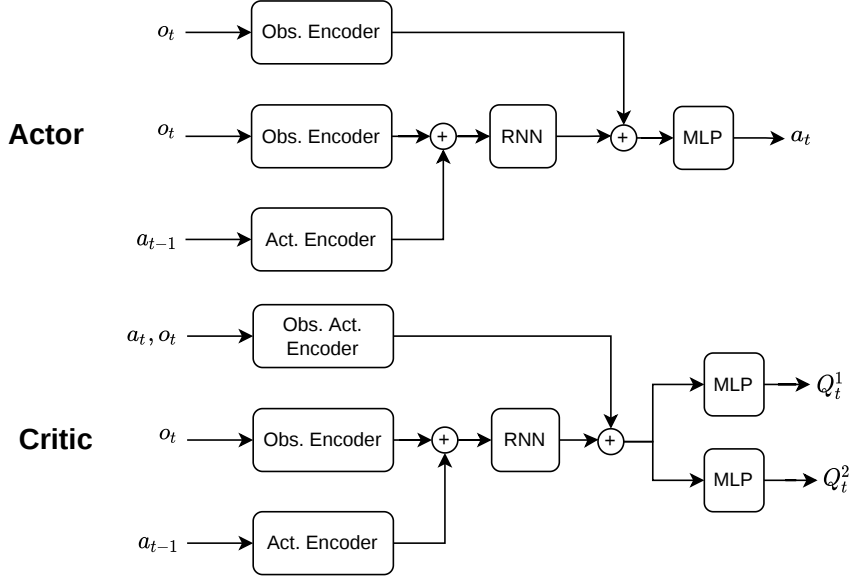 o_t
Obs. Encoder
Actor
o_t
Obs. Encoder
+
RNN
+
MLP
a_t
a_{t−1}
Act. Encoder
a_t, o_t
Obs. Act.
Encoder
MLP
Q_t^1
Critic
o_t
Obs. Encoder
+
RNN
+
MLP
Q_t^2
a_{t−1}
Act. Encoder